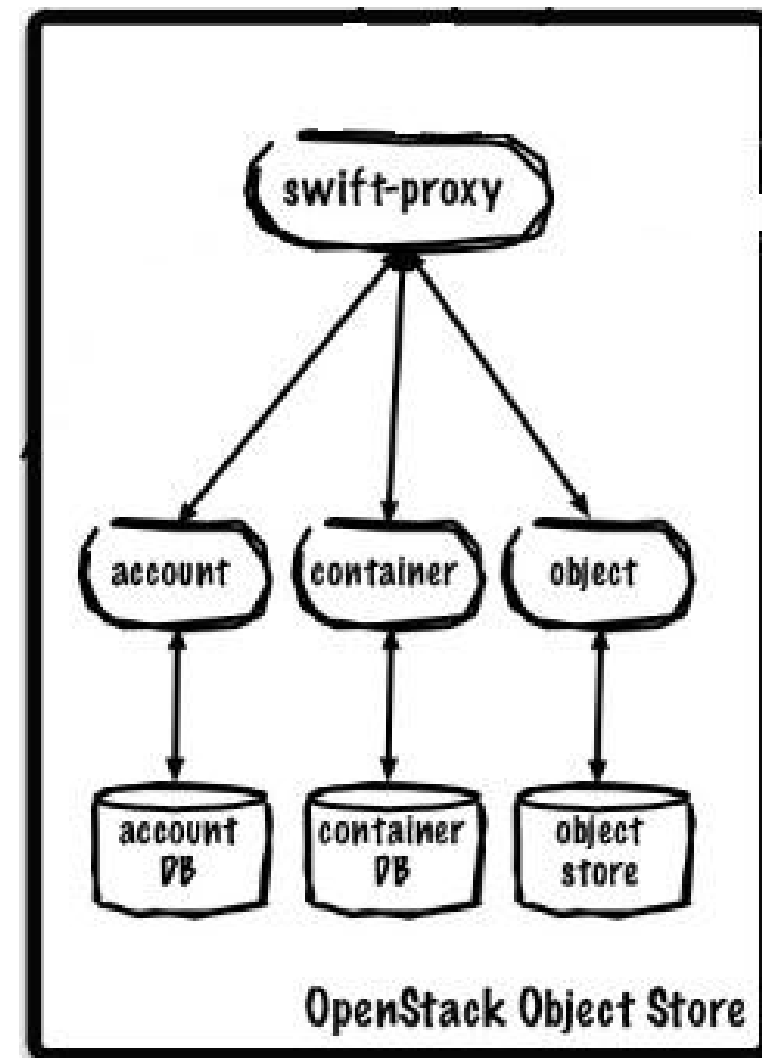 swift-proxy
account
container
object
account
DB
container
DB
object
store
OpenStack Object Store